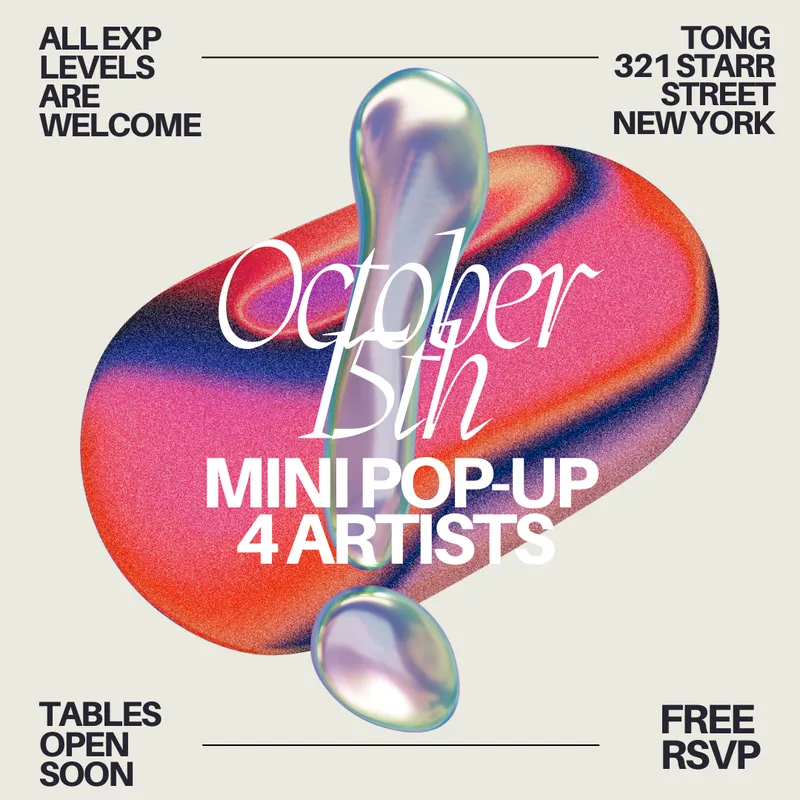 ALL EXP
LEVELS
ARE
WELCOME
TONG
321 STARR
STREET
NEW YORK
October
15th
MINI POP-UP
4 ARTISTS
TABLES
OPEN
SOON
FREE
RSVP